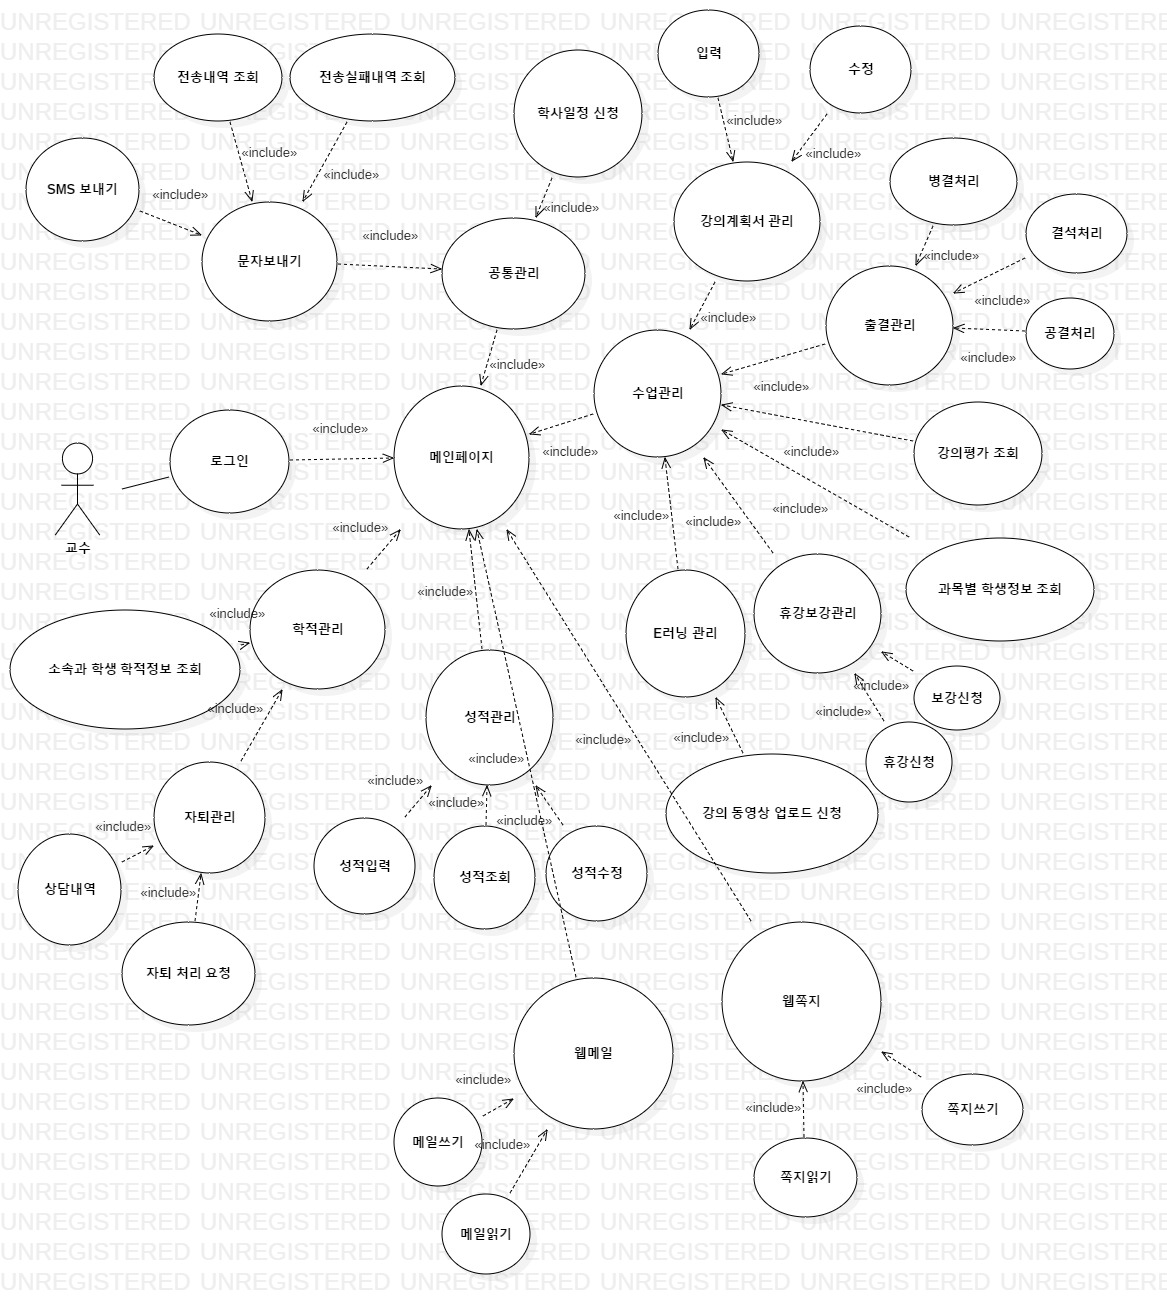 입력
수정
전송내역 조회
전송실패내역 조회
학사일정 신청
«include»
«include»
«include»
«include»
SMS 보내기
«include»
병결처리
«include»
강의계획서 관리
결석처리
«include»
문자보내기
공통관리
«include»
«include»
«include»
출결관리
공결처리
«include»
«include»
«include»
수업관리
«include»
로그인
«include»
메인페이지
«include»
«include»
강의평가 조회
교수
«include»
«include»
«include»
«include»
«include»
과목별 학생정보 조회
«include»
학적관리
E러닝 관리
휴강보강관리
소속과 학생 학적정보 조회
«include»
보강신청
«include»
성적관리
«include»
«include»
«include»
«include»
휴강신청
«include»
«include»
강의 동영상 업로드 신청
자퇴관리
«include»
«include»
성적입력
성적조회
성적수정
상담내역
«include»
자퇴 처리 요청
웹쪽지
웹메일
«include»
«include»
«include»
쪽지쓰기
메일쓰기
«include»
쪽지읽기
메일읽기